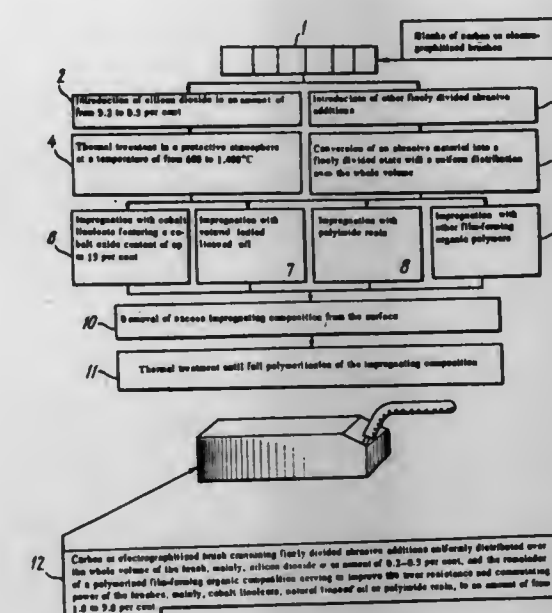 1
Blanks of carbon or electro-
graphitized brushes
2
Introduction of silicon dioxide in an amount of
from 0.2 to 0.9 per cent
Introduction of other finely divided abrasive
additions
4
Thermal treatment in a protective atmosphere
at a temperature of from 600 to 1,400°C
Conversion of an abrasive material into a
finely divided state with a uniform distribution
over the whole volume
6
Impregnation with cobalt
linoleate featuring a co-
balt oxide content of up
to 13 per cent
Impregnation with
natural boiled
linseed oil
7
Impregnation with
polyimide resin
8
Impregnation with
other film-forming
organic polymers
10
Removal of excess impregnating composition from the surface
11
Thermal treatment until full polymerization of the impregnating composition
12
Carbon or electrographitized brush containing finely divided abrasive additions uniformly distributed over
the whole volume of the brush, mainly, silicon dioxide in an amount of 0.2–0.9 per cent, and the remainder
of a polymerized film-forming organic composition serving to improve the wear resistance and commutating
power of the brushes, mainly, cobalt linoleate, natural linseed oil or polyimide resin, in an amount of from
1.0 to 9.0 per cent